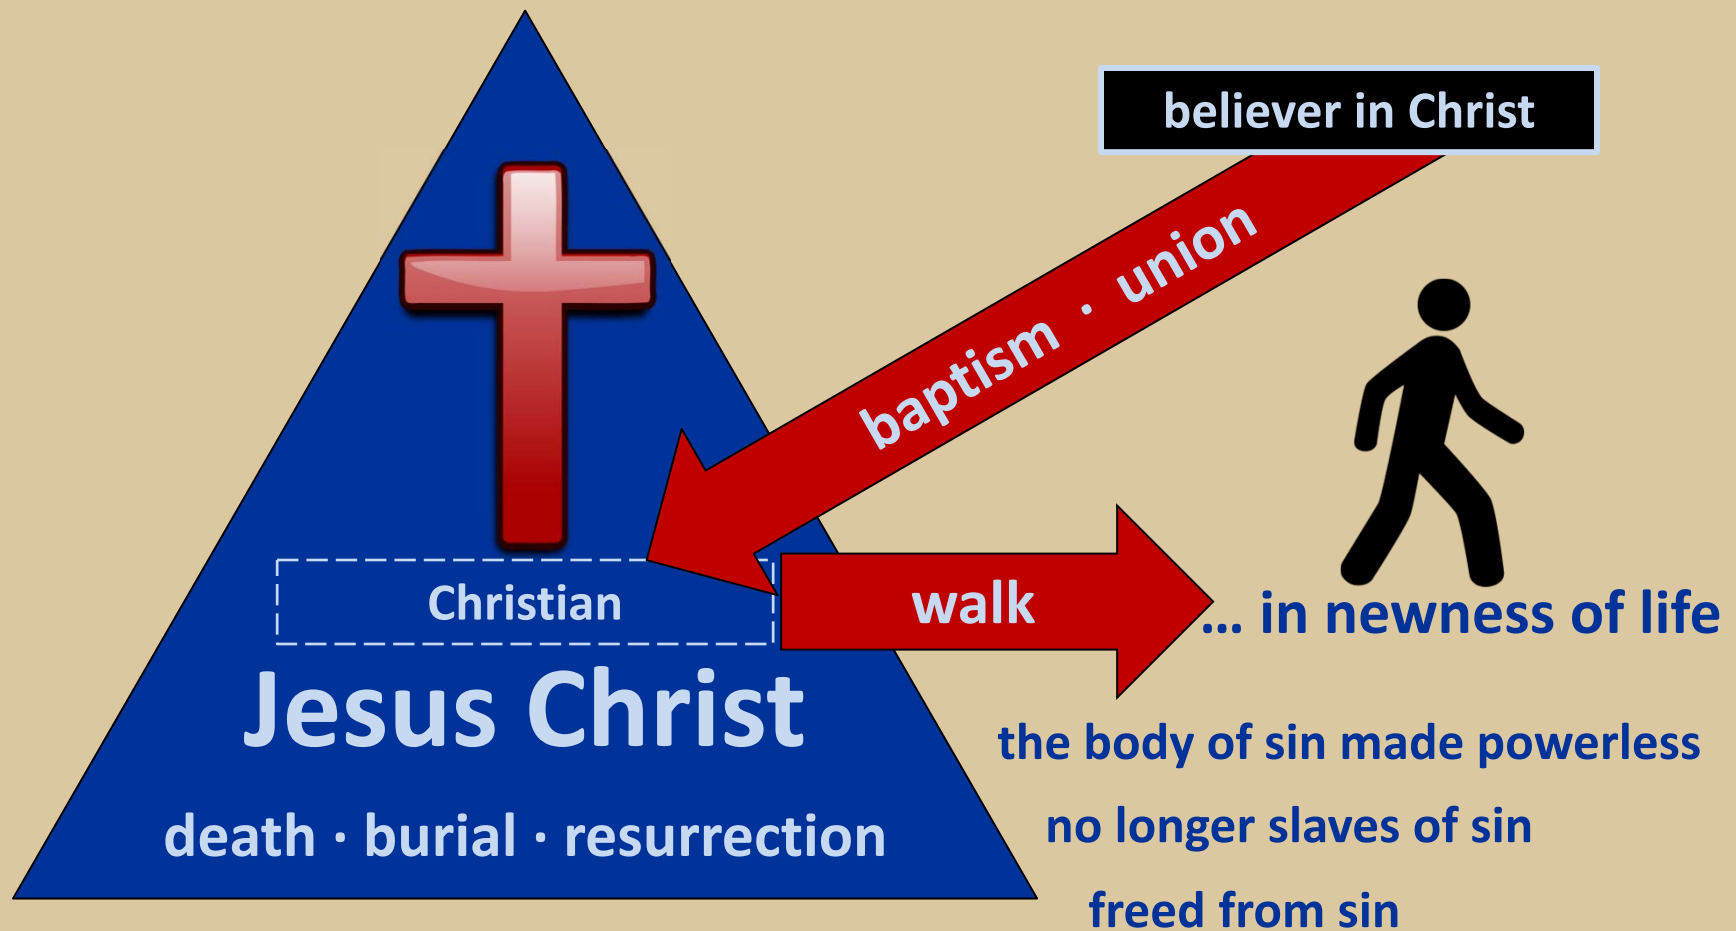 believer in Christ
baptism · union
Christian
walk
... in newness of life
Jesus Christ
the body of sin made powerless
death · burial · resurrection
no longer slaves of sin
freed from sin